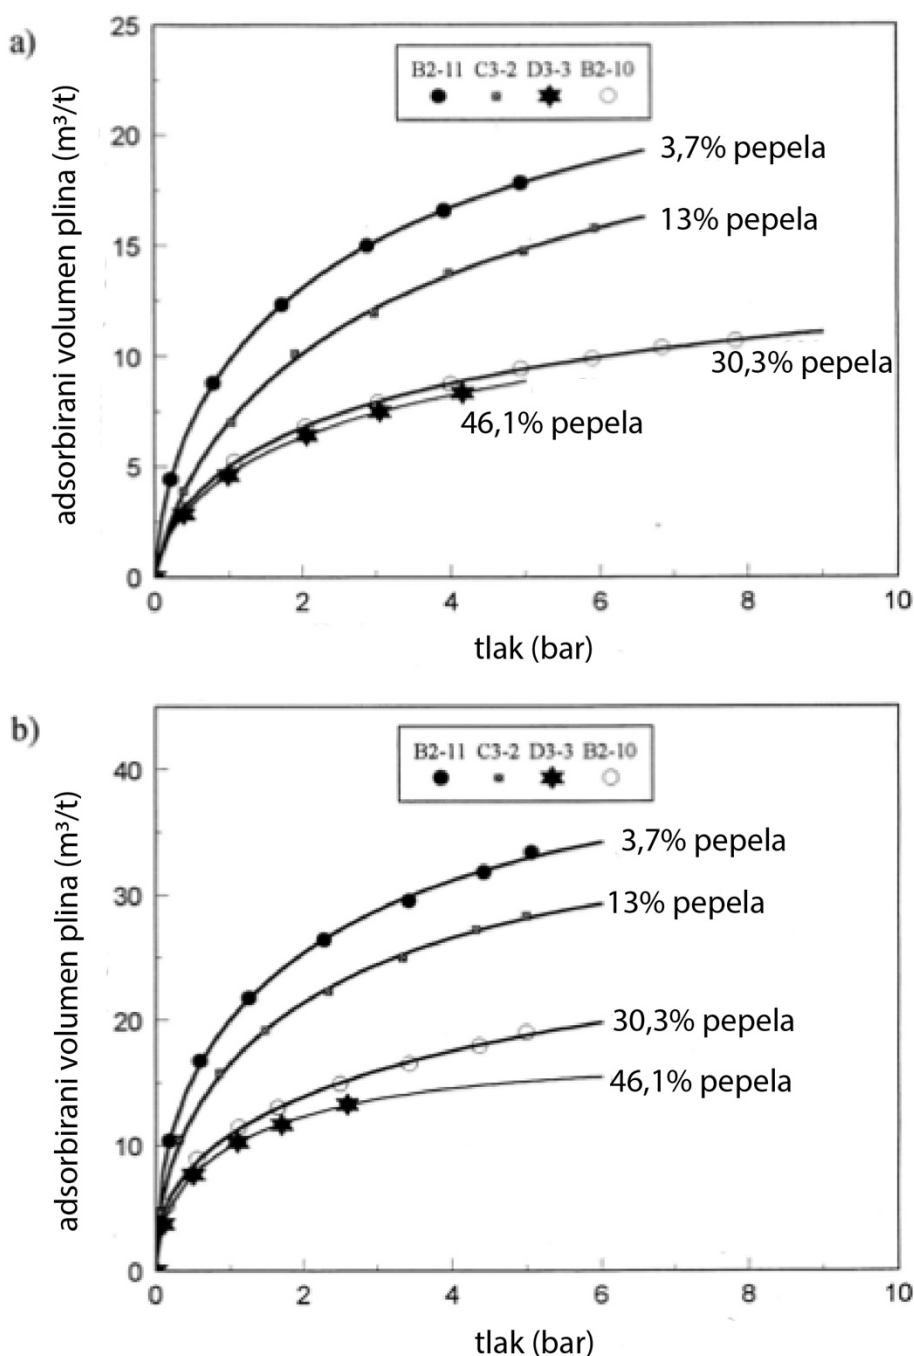 a)
25
20
15
10
5
0
adsorbirani volumen plina (m³/t)
B2-11 C3-2 D3-3 B2-10
3,7% pepela
13% pepela
30,3% pepela
46,1% pepela
0 2 4 6 8 10
tlak (bar)
b)
40
30
20
10
0
adsorbirani volumen plina (m³/t)
B2-11 C3-2 D3-3 B2-10
3,7% pepela
13% pepela
30,3% pepela
46,1% pepela
0 2 4 6 8 10
tlak (bar)